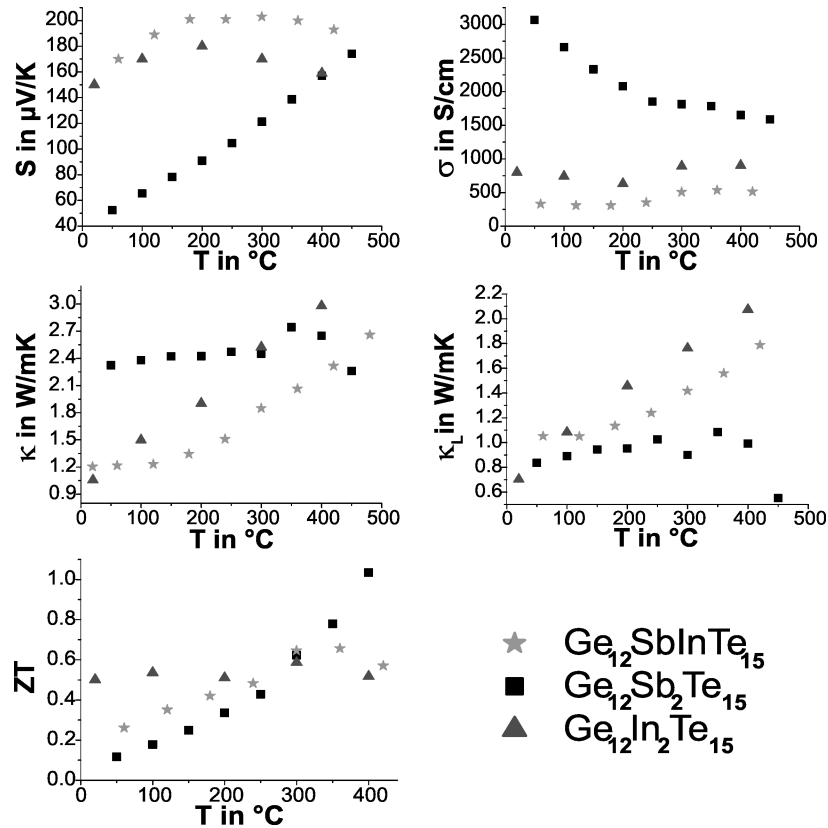 S in µV/K
200
180
160
140
120
100
80
60
40
0 100 200 300 400 500
T in °C
σ in S/cm
3000
2500
2000
1500
1000
500
0
0 100 200 300 400 500
T in °C
κ in W/mK
3.0
2.7
2.4
2.1
1.8
1.5
1.2
0.9
0 100 200 300 400 500
T in °C
κL in W/mK
2.2
2.0
1.8
1.6
1.4
1.2
1.0
0.8
0.6
0 100 200 300 400 500
T in °C
ZT
1.0
0.8
0.6
0.4
0.2
0.0
0 100 200 300 400
T in °C
Ge12SbInTe15
Ge12Sb2Te15
Ge12In2Te15